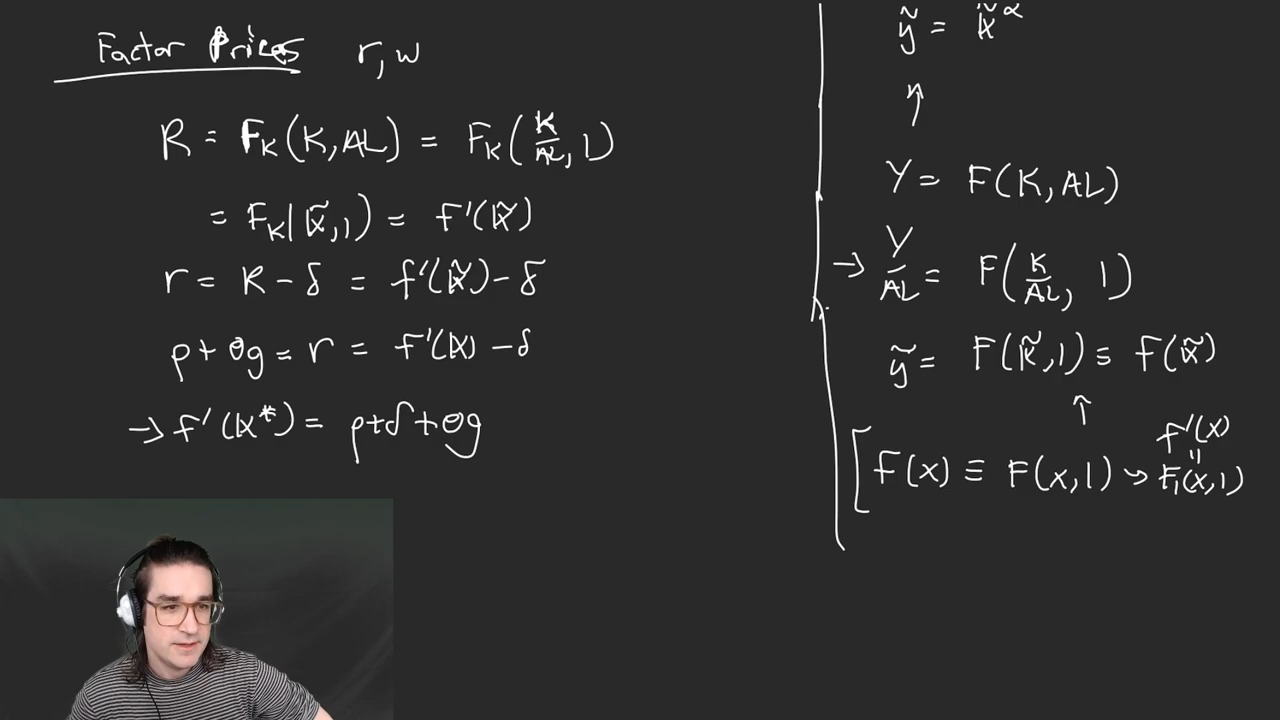 Factor Prices r, w
R = F_K(K, AL) = F_K(K/AL, 1)
= F_K(k̃, 1) = f'(k̃)
r = R - δ = f'(k̃) - δ
ρ + θg = r = f'(k) - δ
→ f'(k*) = ρ + δ + θg
ỹ = k̃^α
↑
Y = F(K, AL)
→ Y/AL = F(K/AL, 1)
ỹ = F(k̃, 1) ≡ f(k̃)
↑
f'(x)
"
[ f(x) ≡ F(x, 1) → F_1(x, 1)